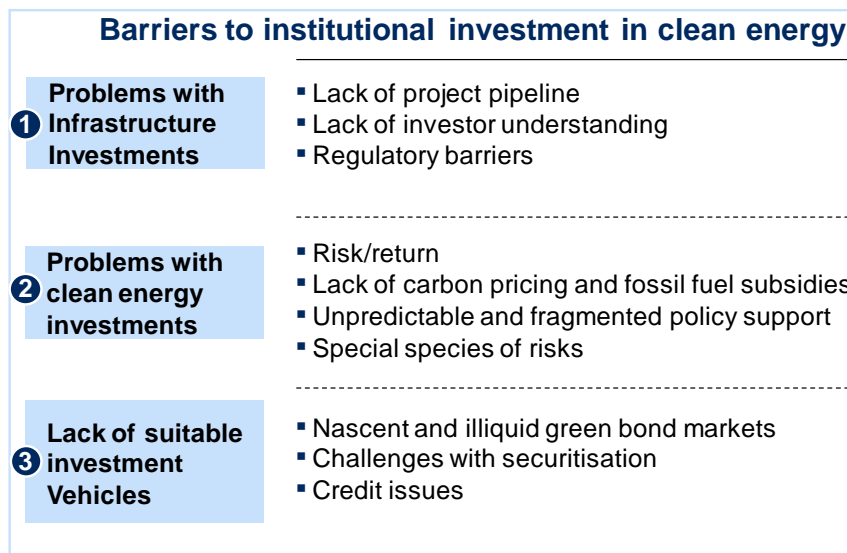 Barriers to institutional investment in clean energy
1
Problems with
Infrastructure
Investments
▪ Lack of project pipeline
▪ Lack of investor understanding
▪ Regulatory barriers
2
Problems with
clean energy
investments
▪ Risk/return
▪ Lack of carbon pricing and fossil fuel subsidies
▪ Unpredictable and fragmented policy support
▪ Special species of risks
3
Lack of suitable
investment
Vehicles
▪ Nascent and illiquid green bond markets
▪ Challenges with securitisation
▪ Credit issues